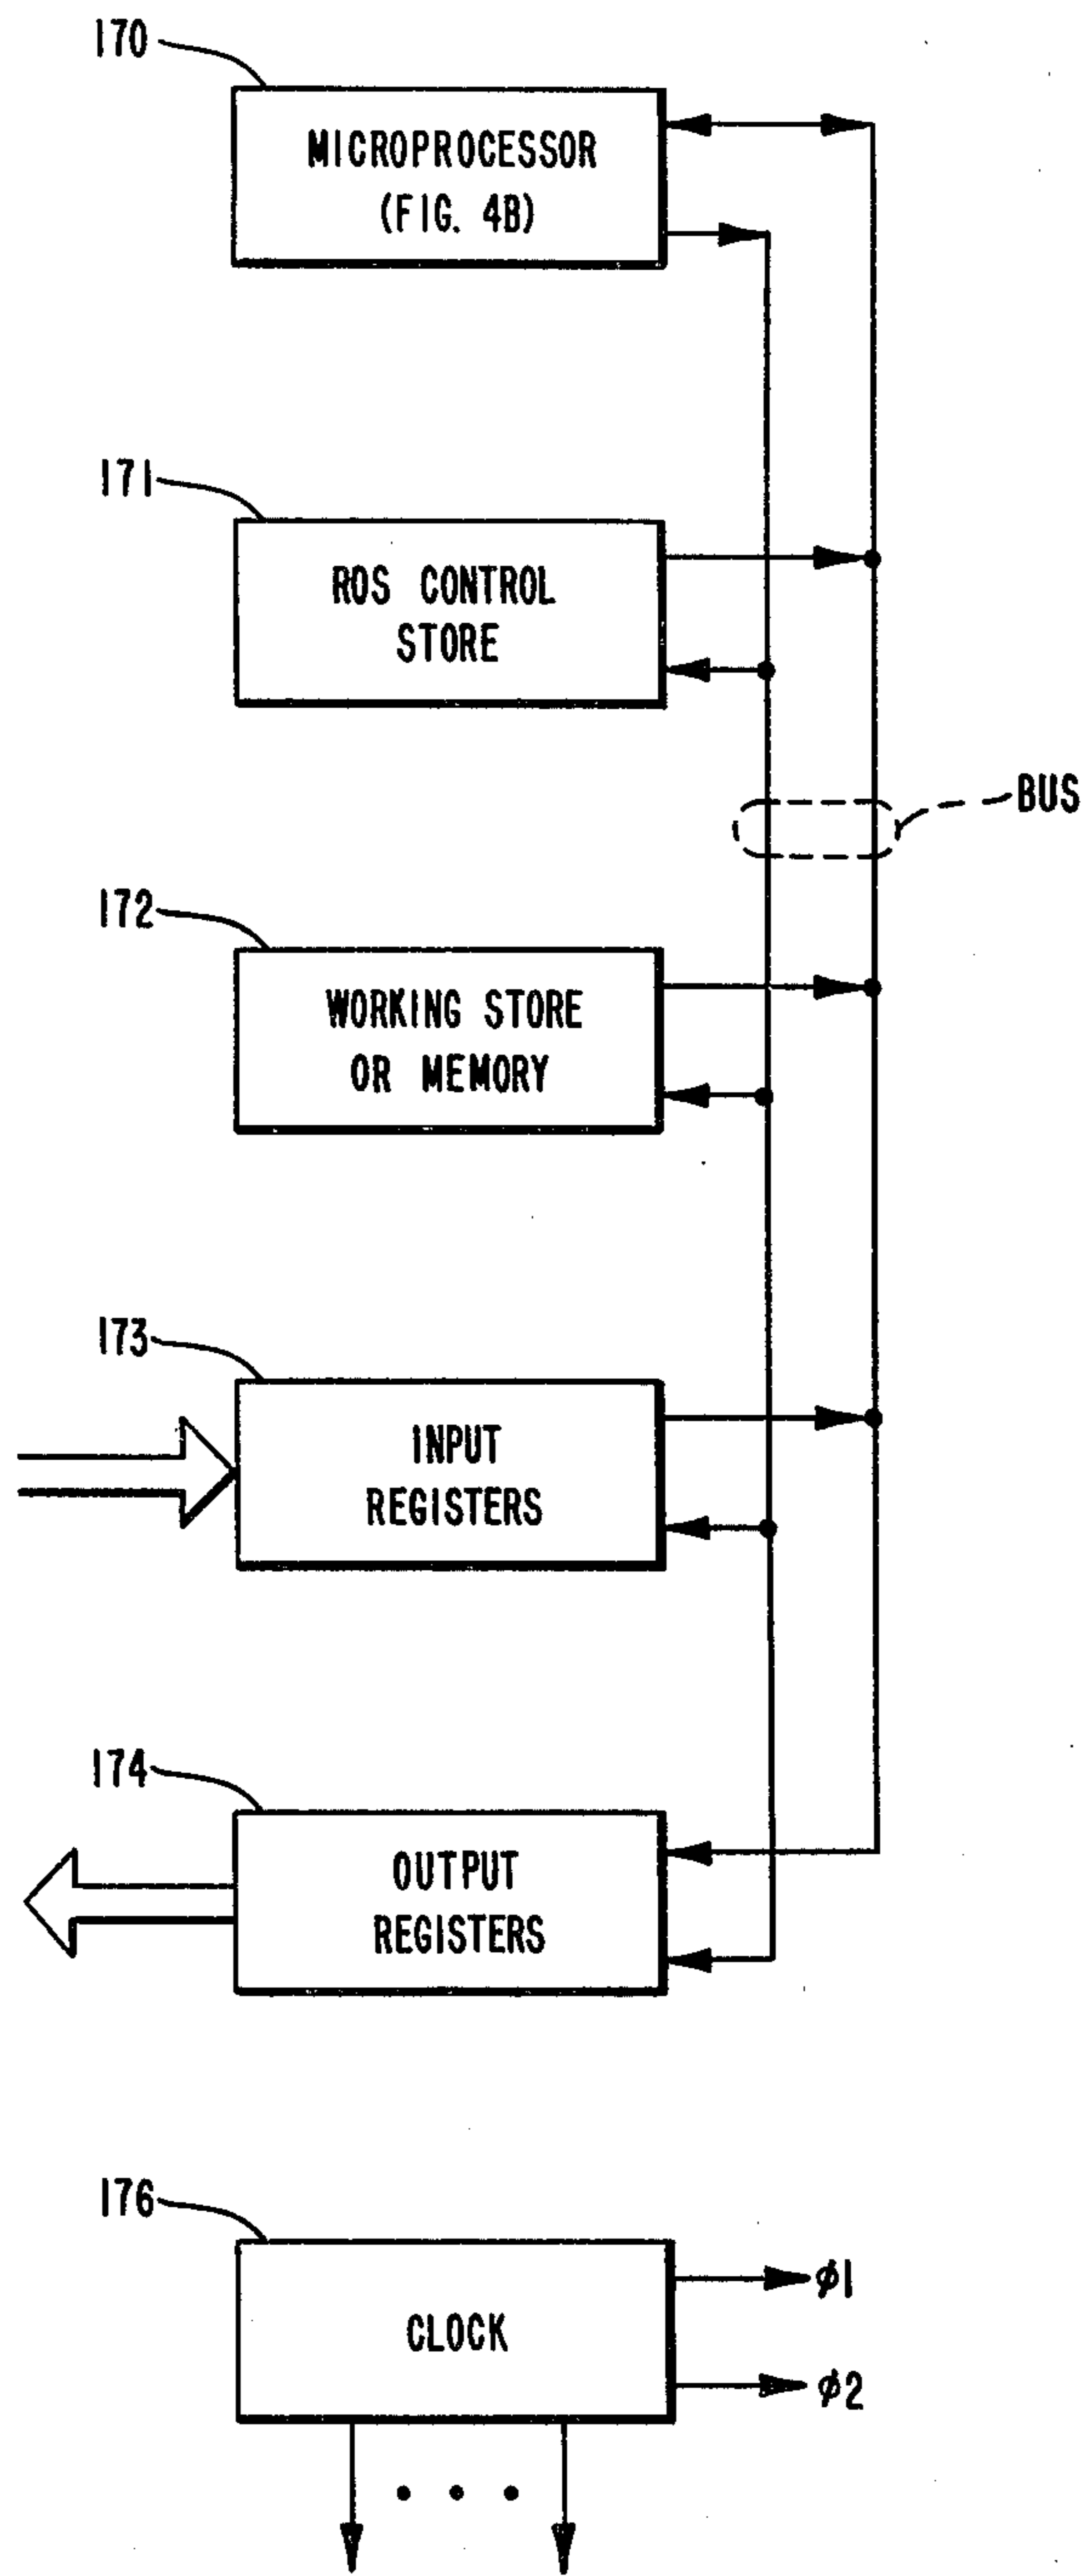 170
MICROPROCESSOR
(FIG. 4B)
171
ROS CONTROL
STORE
BUS
172
WORKING STORE
OR MEMORY
173
INPUT
REGISTERS
174
OUTPUT
REGISTERS
176
CLOCK
φ1
φ2